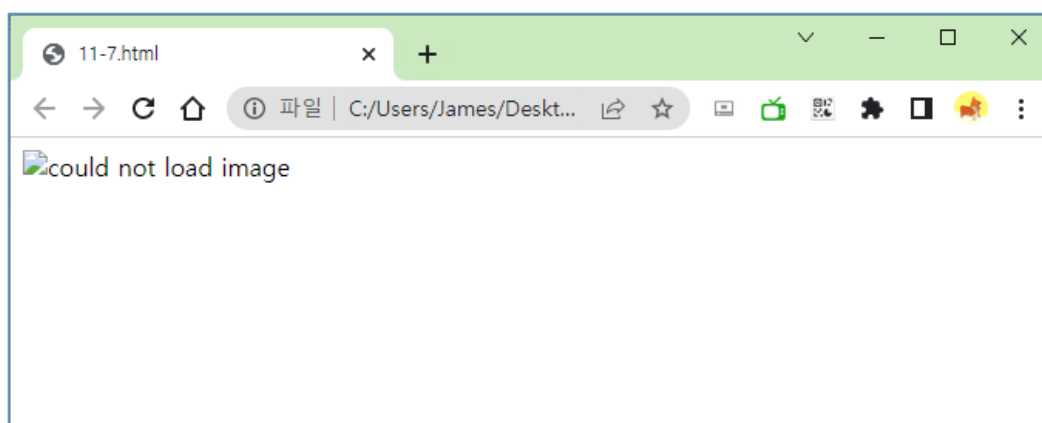 11-7.html
파일 C:/Users/James/Deskt...
could not load image